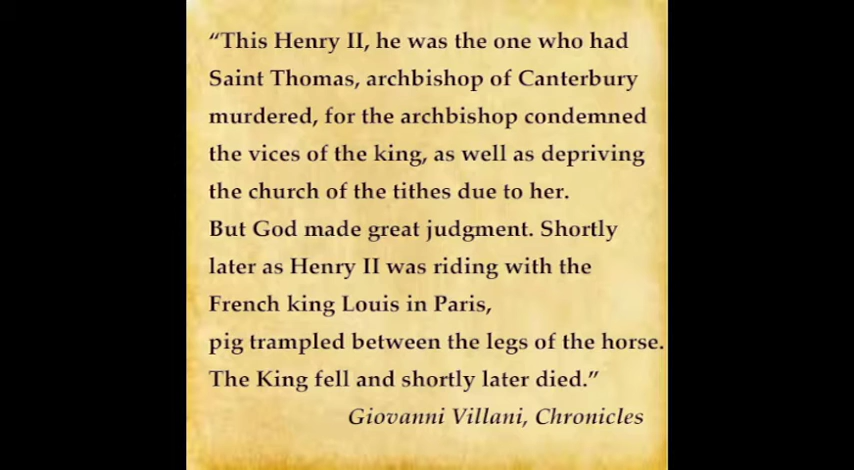 “This Henry II, he was the one who had
Saint Thomas, archbishop of Canterbury
murdered, for the archbishop condemned
the vices of the king, as well as depriving
the church of the tithes due to her.
But God made great judgment. Shortly
later as Henry II was riding with the
French king Louis in Paris,
pig trampled between the legs of the horse.
The King fell and shortly later died.”
Giovanni Villani, Chronicles